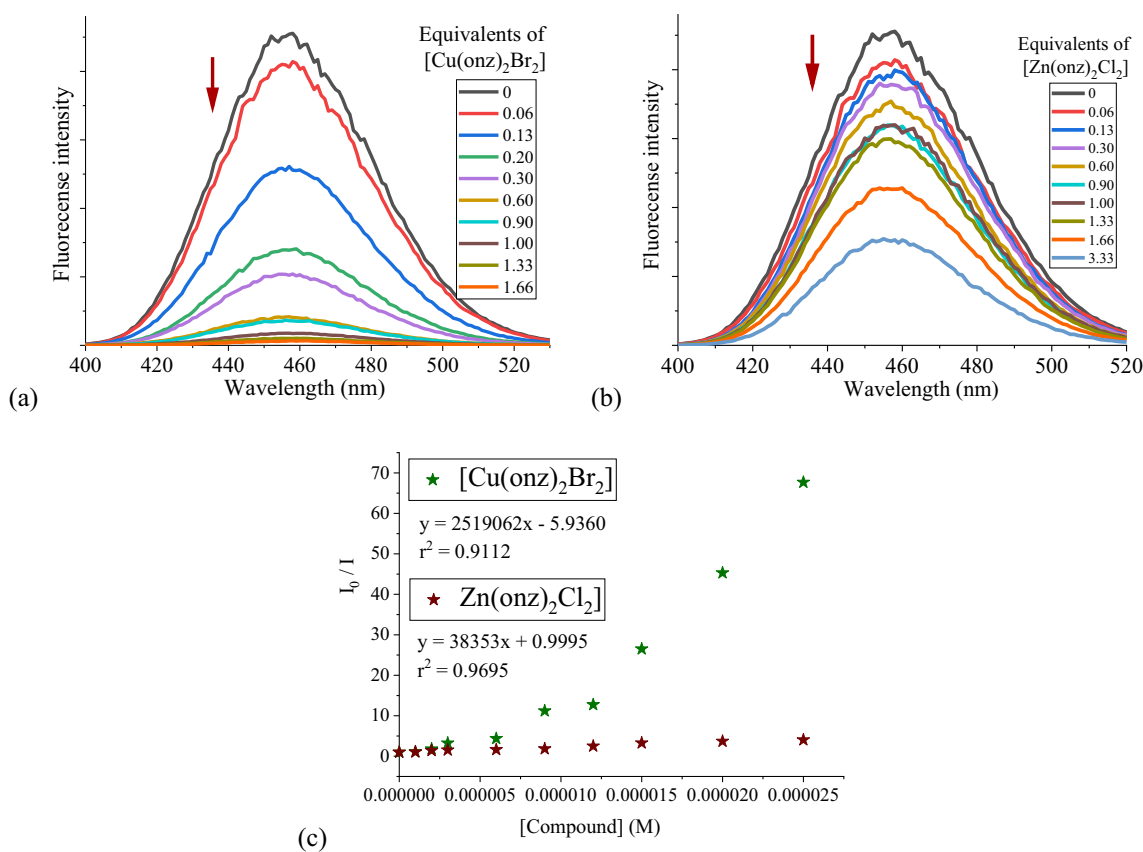 Equivalents of
[Cu(onz)2Br2]
0
0.06
0.13
0.20
0.30
0.60
0.90
1.00
1.33
1.66
Fluorecense intensity
400 420 440 460 480 500 520
Wavelength (nm)
(a)
Equivalents of
[Zn(onz)2Cl2]
0
0.06
0.13
0.30
0.60
0.90
1.00
1.33
1.66
3.33
Fluorecense intensity
400 420 440 460 480 500 520
Wavelength (nm)
(b)
70
60
50
40
30
20
10
0
I0 / I
[Cu(onz)2Br2]
y = 2519062x - 5.9360
r2 = 0.9112
Zn(onz)2Cl2]
y = 38353x + 0.9995
r2 = 0.9695
0.000000 0.000005 0.000010 0.000015 0.000020 0.000025
[Compound] (M)
(c)